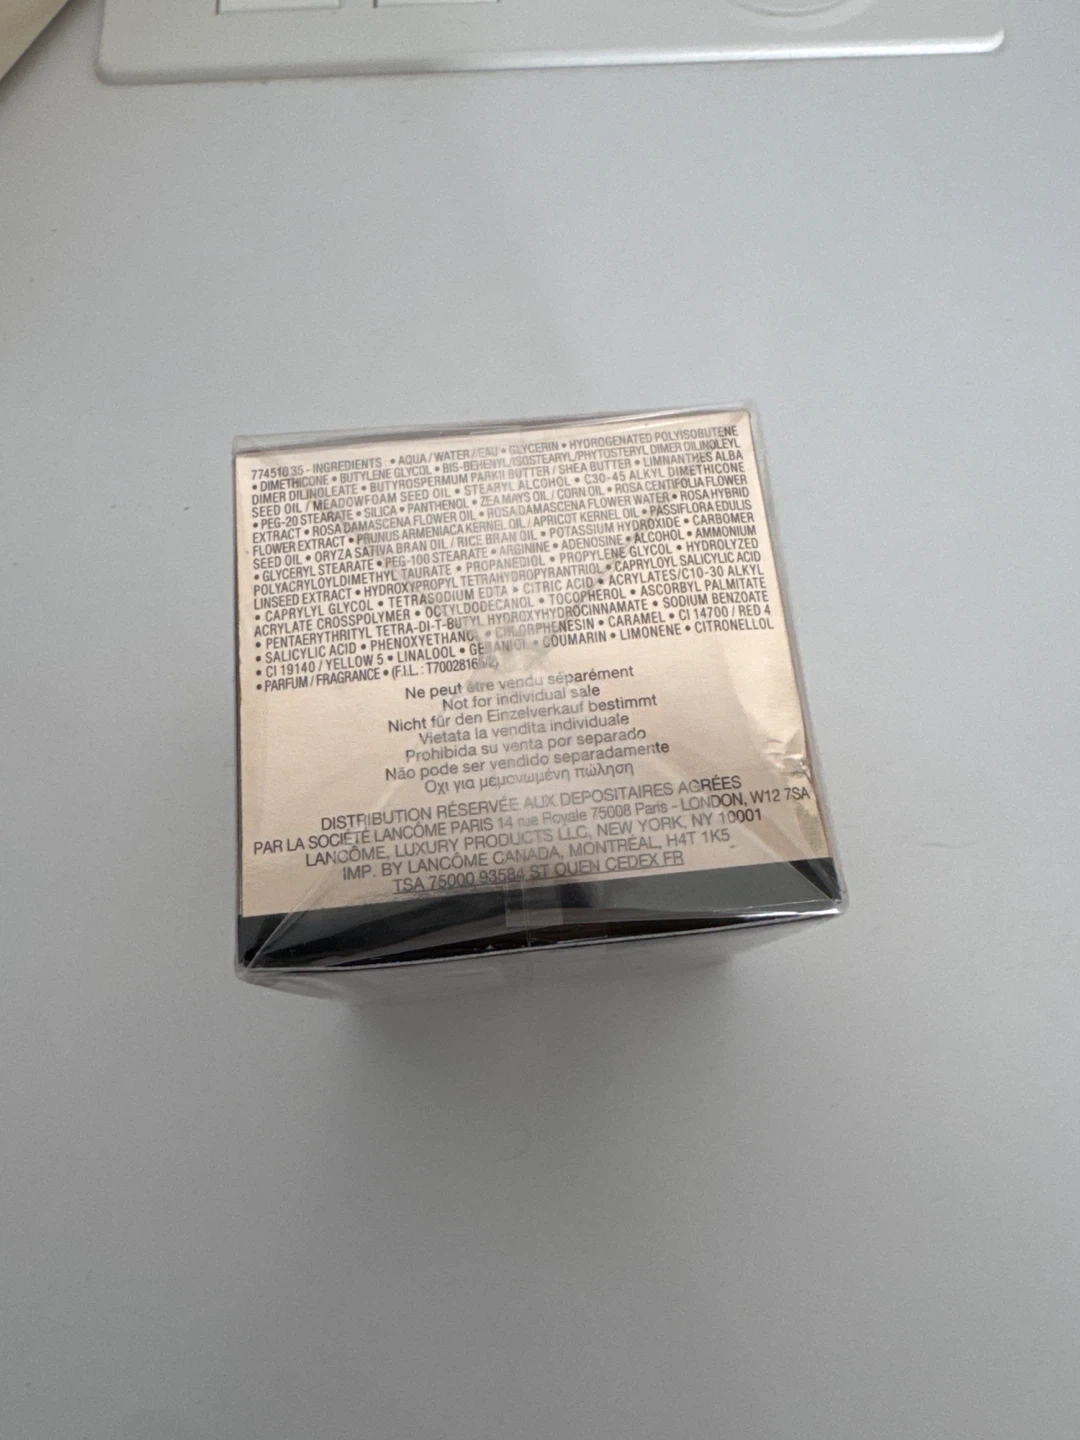 774510 35 - INGREDIENTS : • AQUA / WATER / EAU • GLYCERIN • HYDROGENATED POLYISOBUTENE
• DIMETHICONE • BUTYLENE GLYCOL • BIS-BEHENYL/ISOSTEARYL/PHYTOSTERYL DIMER DILINOLEYL
DIMER DILINOLEATE • BUTYROSPERMUM PARKII BUTTER / SHEA BUTTER • LIMNANTHES ALBA
SEED OIL / MEADOWFOAM SEED OIL • STEARYL ALCOHOL • C30-45 ALKYL DIMETHICONE
• PEG-20 STEARATE • SILICA • PANTHENOL • ZEA MAYS OIL / CORN OIL • ROSA CENTIFOLIA FLOWER
EXTRACT • ROSA DAMASCENA FLOWER OIL • ROSA DAMASCENA FLOWER WATER • ROSA HYBRID
FLOWER EXTRACT • PRUNUS ARMENIACA KERNEL OIL / APRICOT KERNEL OIL • PASSIFLORA EDULIS
SEED OIL • ORYZA SATIVA BRAN OIL / RICE BRAN OIL • POTASSIUM HYDROXIDE • CARBOMER
• GLYCERYL STEARATE • PEG-100 STEARATE • ARGININE • ADENOSINE • ALCOHOL • AMMONIUM
POLYACRYLOYLDIMETHYL TAURATE • PROPANEDIOL • PROPYLENE GLYCOL • HYDROLYZED
LINSEED EXTRACT • HYDROXYPROPYL TETRAHYDROPYRANTRIOL • CAPRYLOYL SALICYLIC ACID
• CAPRYLYL GLYCOL • TETRASODIUM EDTA • CITRIC ACID • ACRYLATES/C10-30 ALKYL
ACRYLATE CROSSPOLYMER • OCTYLDODECANOL • TOCOPHEROL • ASCORBYL PALMITATE
• PENTAERYTHRITYL TETRA-DI-T-BUTYL HYDROXYHYDROCINNAMATE • SODIUM BENZOATE
• SALICYLIC ACID • PHENOXYETHANOL • CHLORPHENESIN • CARAMEL • CI 14700 / RED 4
• CI 19140 / YELLOW 5 • LINALOOL • GERANIOL • COUMARIN • LIMONENE • CITRONELLOL
• PARFUM / FRAGRANCE • (F.I.L. :
Ne peut être vendu séparément
Not for individual sale
Nicht für den Einzelverkauf bestimmt
Vietata la vendita individuale
Prohibida su venta por separado
Não pode ser vendido separadamente
Οχι για μεμονωμένη πώληση
DISTRIBUTION RÉSERVÉE AUX DEPOSITAIRES AGRÉES
PAR LA SOCIÉTÉ LANCÔME PARIS 14 rue Royale 75008 Paris - LONDON, W12 7SA
LANCÔME, LUXURY PRODUCTS LLC, NEW YORK, NY 10001
IMP. BY LANCÔME CANADA, MONTRÉAL, H4T 1K5
TSA 75000 93584 ST OUEN CEDEX FR